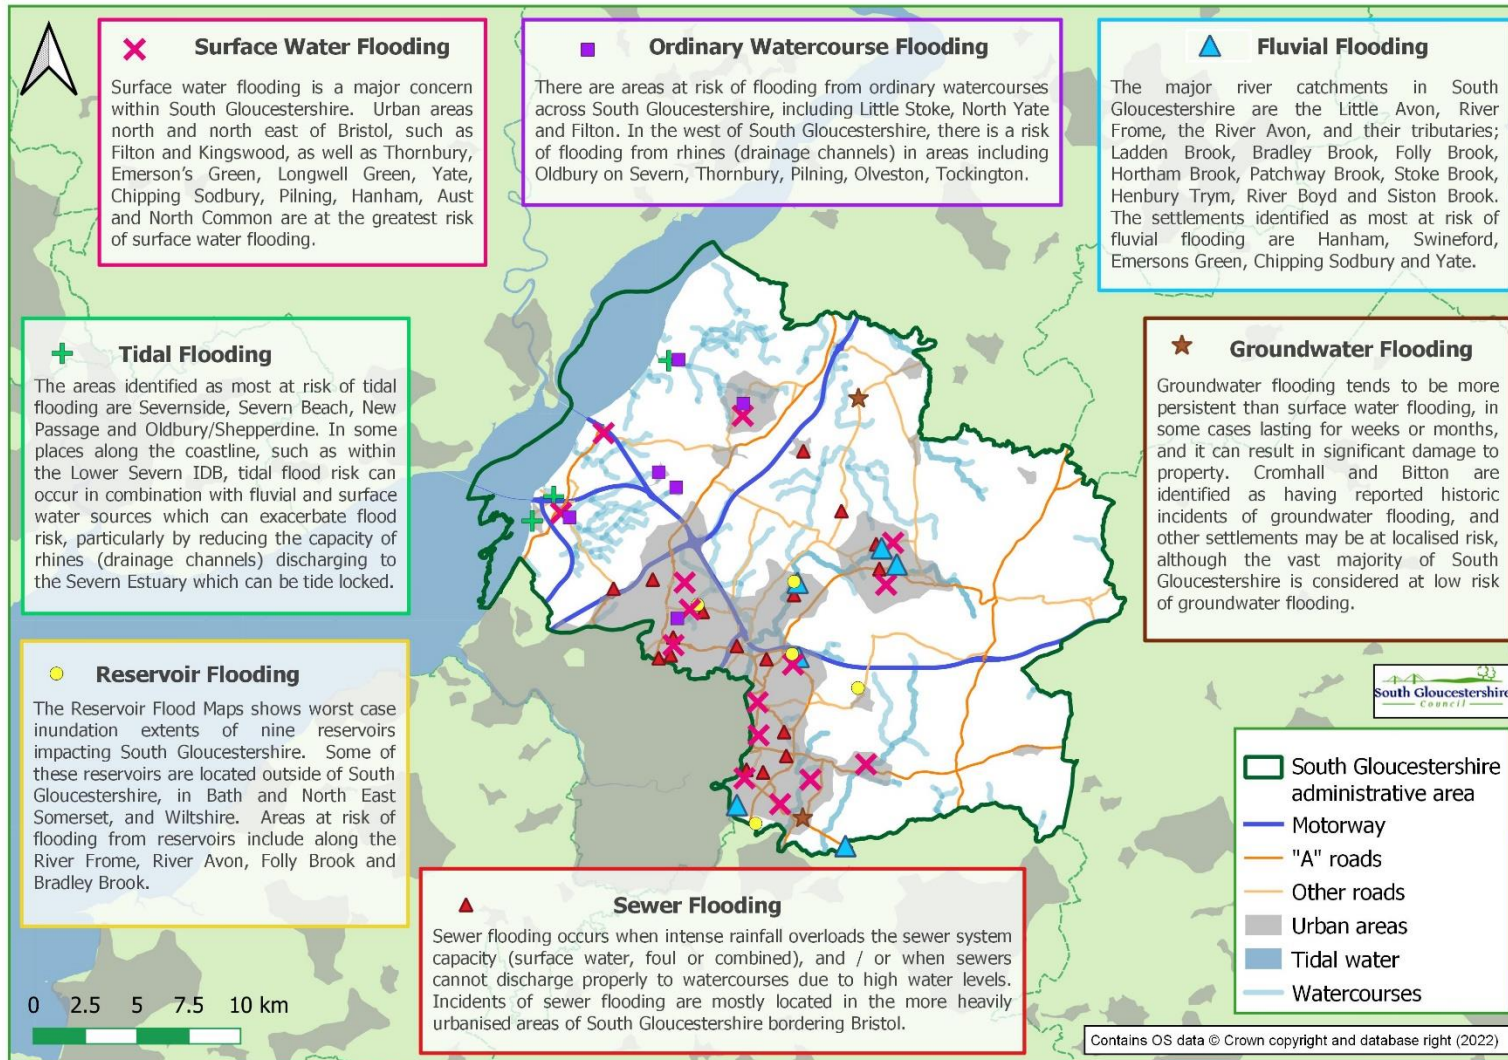 Surface Water Flooding
Surface water flooding is a major concern
within South Gloucestershire. Urban areas
north and north east of Bristol, such as
Filton and Kingswood, as well as Thornbury,
Emerson's Green, Longwell Green, Yate,
Chipping Sodbury, Pilning, Hanham, Aust
and North Common are at the greatest risk
of surface water flooding.
Ordinary Watercourse Flooding
There are areas at risk of flooding from ordinary watercourses
across South Gloucestershire, including Little Stoke, North Yate
and Filton. In the west of South Gloucestershire, there is a risk
of flooding from rhines (drainage channels) in areas including
Oldbury on Severn, Thornbury, Pilning, Olveston, Tockington.
Fluvial Flooding
The major river catchments in South
Gloucestershire are the Little Avon, River
Frome, the River Avon, and their tributaries;
Ladden Brook, Bradley Brook, Folly Brook,
Hortham Brook, Patchway Brook, Stoke Brook,
Henbury Trym, River Boyd and Siston Brook.
The settlements identified as most at risk of
fluvial flooding are Hanham, Swineford,
Emersons Green, Chipping Sodbury and Yate.
Tidal Flooding
The areas identified as most at risk of tidal
flooding are Severnside, Severn Beach, New
Passage and Oldbury/Shepperdine. In some
places along the coastline, such as within
the Lower Severn IDB, tidal flood risk can
occur in combination with fluvial and surface
water sources which can exacerbate flood
risk, particularly by reducing the capacity of
rhines (drainage channels) discharging to
the Severn Estuary which can be tide locked.
Groundwater Flooding
Groundwater flooding tends to be more
persistent than surface water flooding, in
some cases lasting for weeks or months,
and it can result in significant damage to
property. Cromhall and Bitton are
identified as having reported historic
incidents of groundwater flooding, and
other settlements may be at localised risk,
although the vast majority of South
Gloucestershire is considered at low risk
of groundwater flooding.
Reservoir Flooding
The Reservoir Flood Maps shows worst case
inundation extents of nine reservoirs
impacting South Gloucestershire. Some of
these reservoirs are located outside of South
Gloucestershire, in Bath and North East
Somerset, and Wiltshire. Areas at risk of
flooding from reservoirs include along the
River Frome, River Avon, Folly Brook and
Bradley Brook.
Sewer Flooding
Sewer flooding occurs when intense rainfall overloads the sewer system
capacity (surface water, foul or combined), and / or when sewers
cannot discharge properly to watercourses due to high water levels.
Incidents of sewer flooding are mostly located in the more heavily
urbanised areas of South Gloucestershire bordering Bristol.
South Gloucestershire
Council
South Gloucestershire
administrative area
Motorway
"A" roads
Other roads
Urban areas
Tidal water
Watercourses
0 2.5 5 7.5 10 km
Contains OS data © Crown copyright and database right (2022)